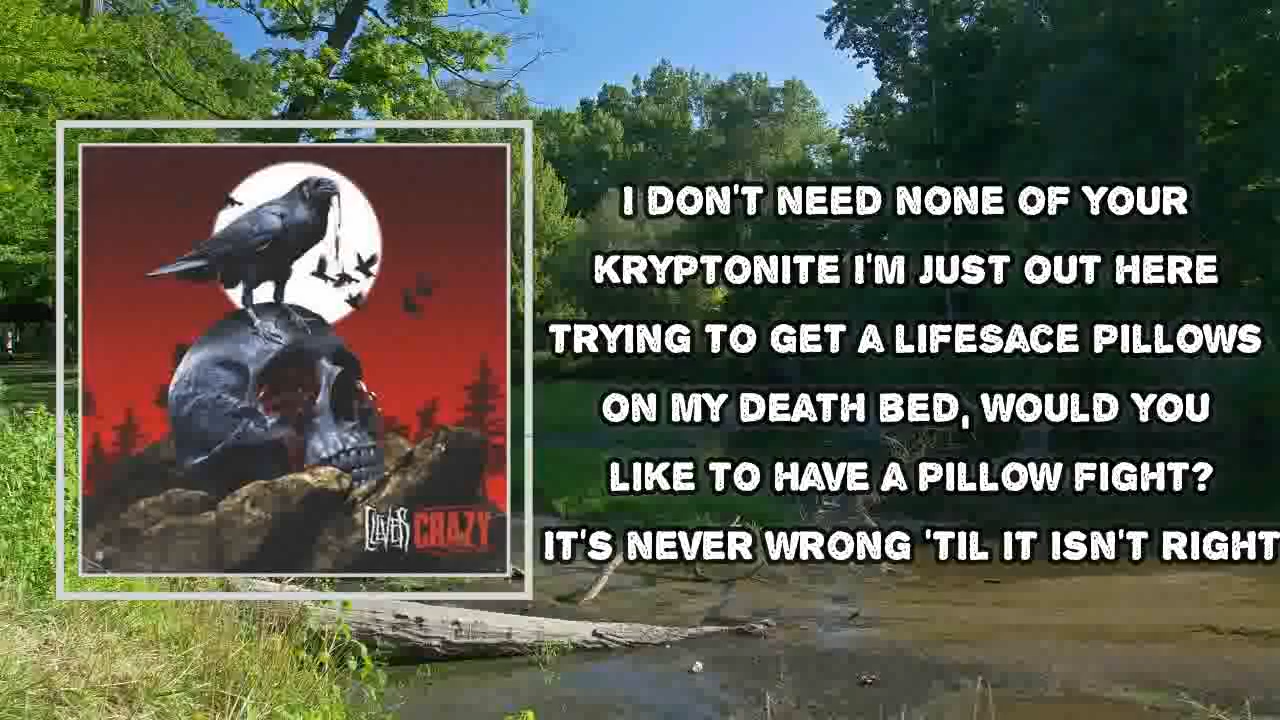 I DON'T NEED NONE OF YOUR
KRYPTONITE I'M JUST OUT HERE
TRYING TO GET A LIFESACE PILLOWS
ON MY DEATH BED, WOULD YOU
LIKE TO HAVE A PILLOW FIGHT?
IT'S NEVER WRONG 'TIL IT ISN'T RIGHT
CLEVER CRAZY